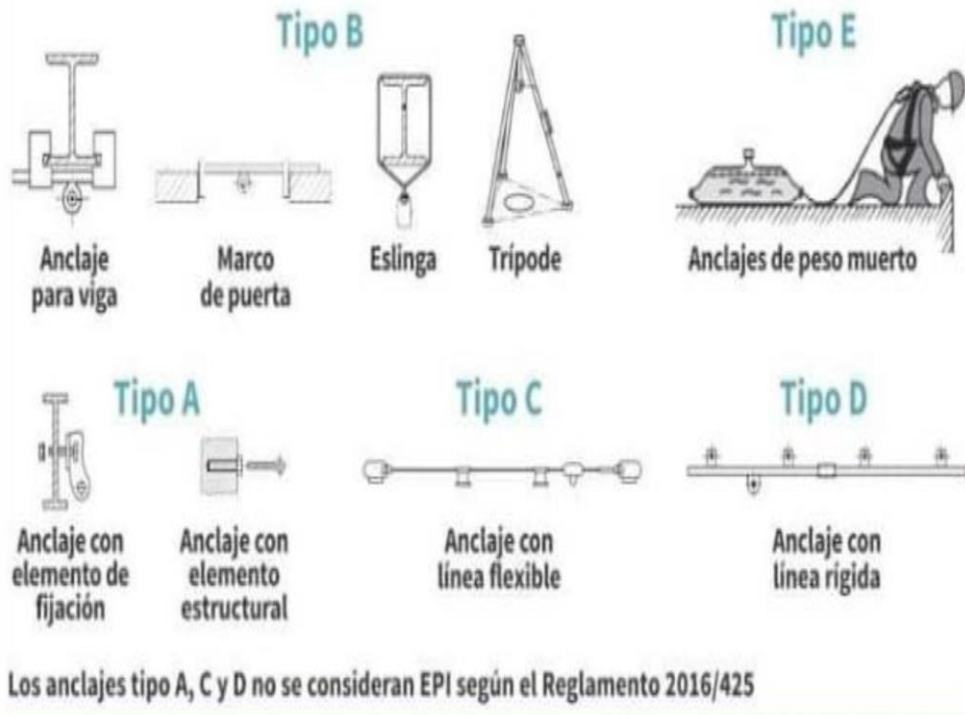 Tipo B
Tipo E
Anclaje
para viga
Marco
de puerta
Eslinga
Trípode
Anclajes de peso muerto
Tipo A
Tipo C
Tipo D
Anclaje con
elemento de
fijación
Anclaje con
elemento
estructural
Anclaje con
línea flexible
Anclaje con
línea rígida
Los anclajes tipo A, C y D no se consideran EPI según el Reglamento 2016/425